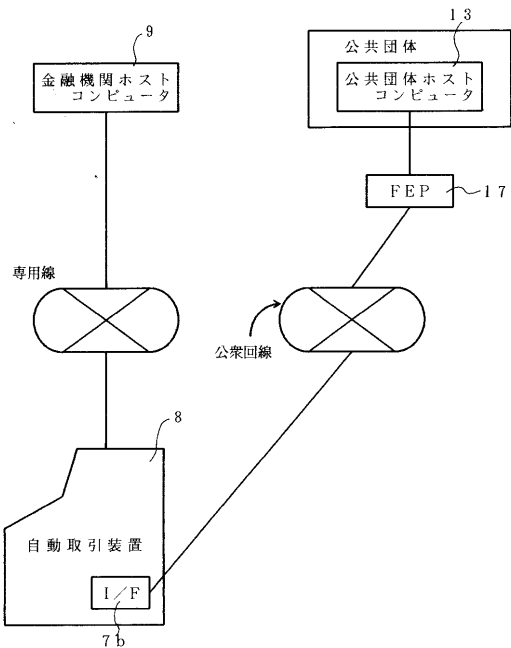 9
金融機関ホスト
コンピュータ
13
公共団体
公共団体ホスト
コンピュータ
FEP
17
専用線
公衆回線
8
自動取引装置
I/F
7b